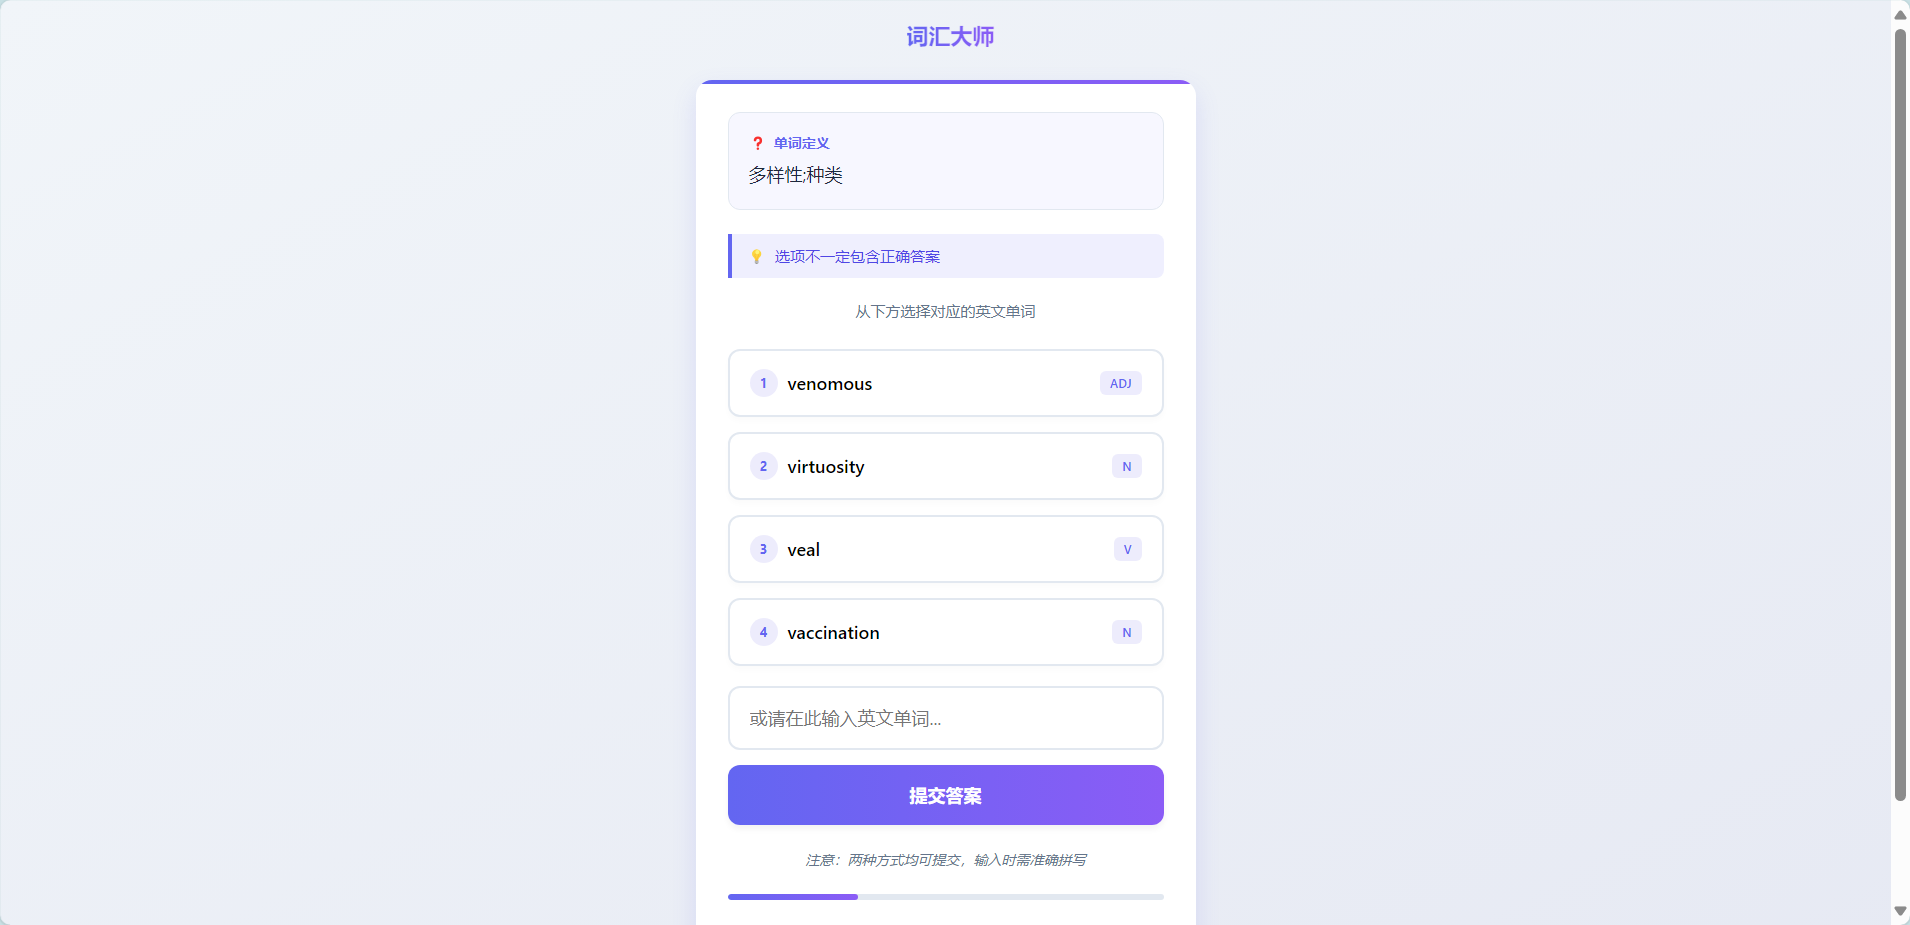 词汇大师
❓ 单词定义
多样性;种类
💡 选项不一定包含正确答案
从下方选择对应的英文单词
1 venomous ADJ
2 virtuosity N
3 veal V
4 vaccination N
或请在此输入英文单词...
提交答案
注意：两种方式均可提交，输入时需准确拼写